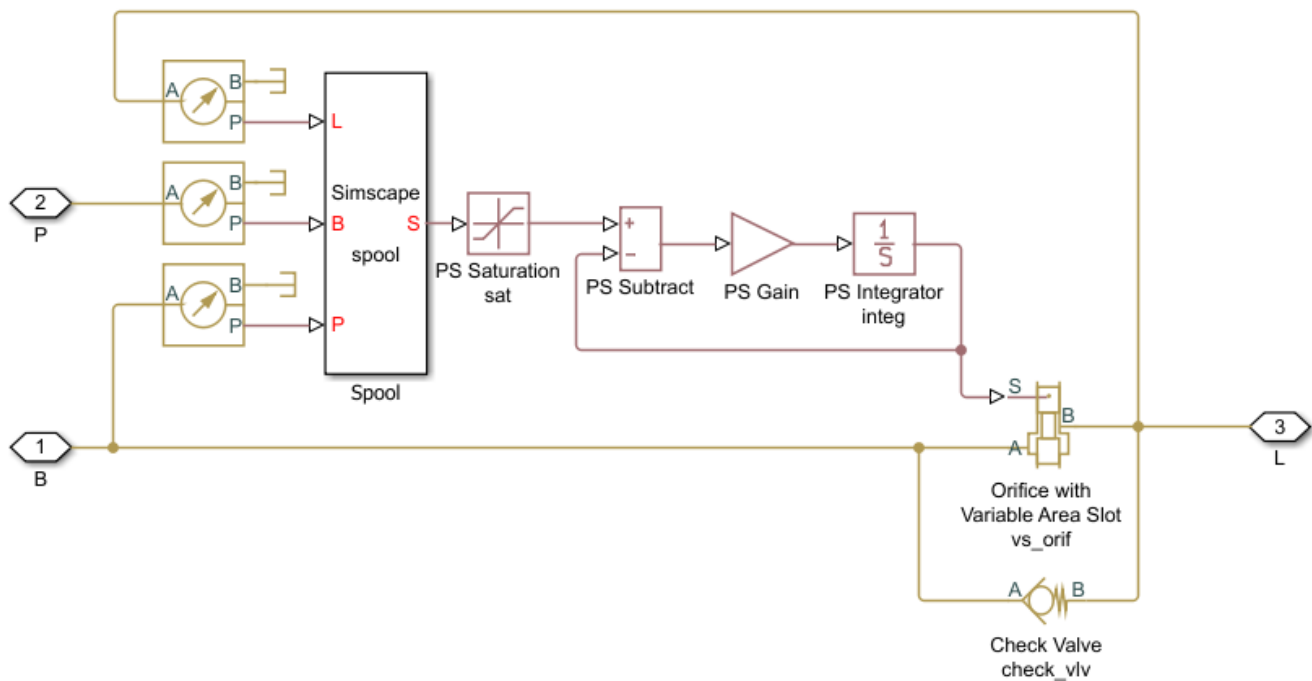 A
B
P
L
2
P
A
B
P
B
Simscape
spool
S
PS Saturation
sat
+
−
PS Subtract
PS Gain
1
S
PS Integrator
integ
A
B
P
P
Spool
1
B
S
B
A
3
L
Orifice with
Variable Area Slot
vs_orif
A
B
Check Valve
check_vlv